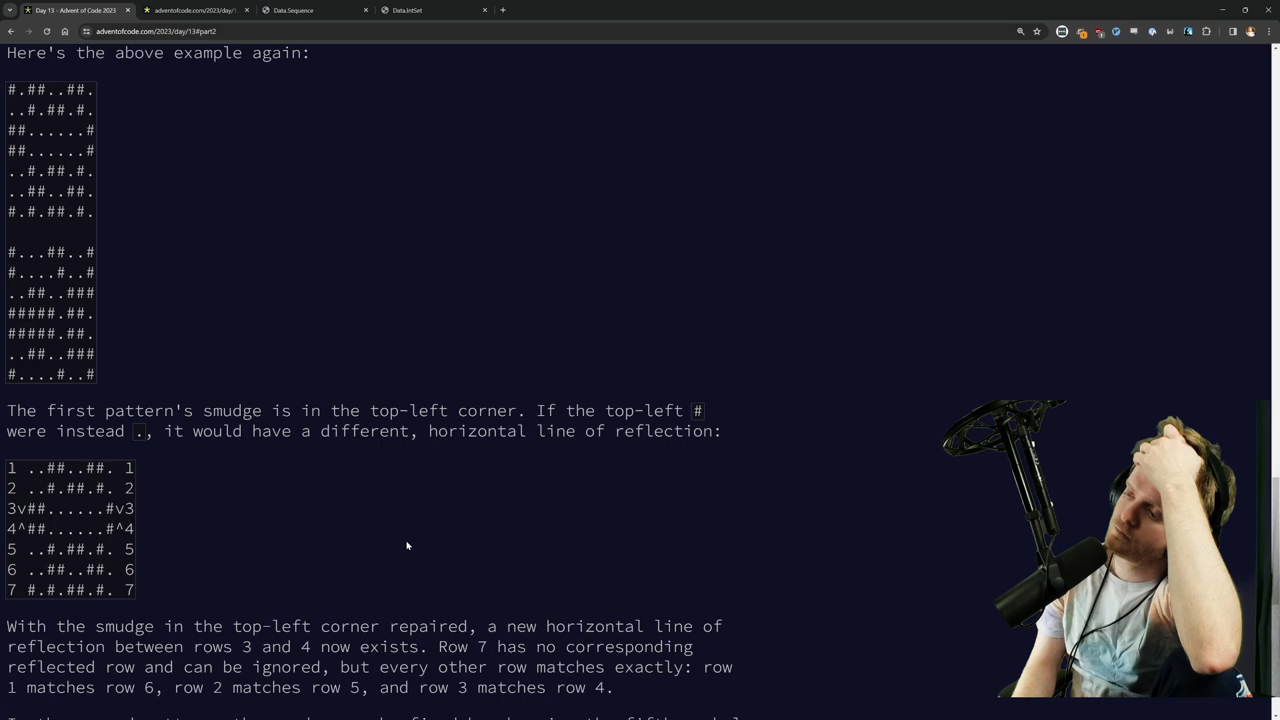 Day 13 - Advent of Code 2023
adventofcode.com/2023/day/
Data.Sequence
Data.IntSet
adventofcode.com/2023/day/13#part2
Here's the above example again:
#.##..##.
..#.##.#.
##......#
##......#
..#.##.#.
..##..##.
#.#.##.#.
#...##..#
#....#..#
..##..###
#####.##.
#####.##.
..##..###
#....#..#
The first pattern's smudge is in the top-left corner. If the top-left #
were instead ., it would have a different, horizontal line of reflection:
1 ..##..##. 1
2 ..#.##.#. 2
3v##......#v3
4^##......#^4
5 ..#.##.#. 5
6 ..##..##. 6
7 #.#.##.#. 7
With the smudge in the top-left corner repaired, a new horizontal line of
reflection between rows 3 and 4 now exists. Row 7 has no corresponding
reflected row and can be ignored, but every other row matches exactly: row
1 matches row 6, row 2 matches row 5, and row 3 matches row 4.